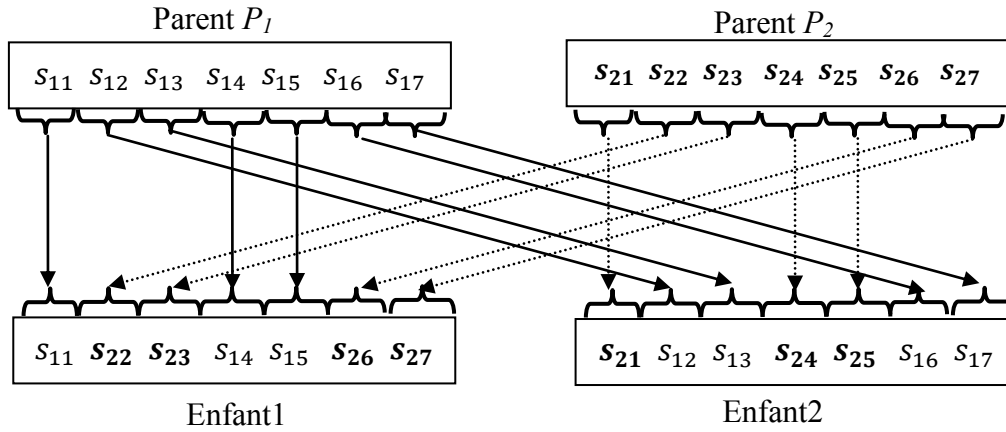 Parent P₁ Parent P₂
s₁₁ s₁₂ s₁₃ s₁₄ s₁₅ s₁₆ s₁₇ s₂₁ s₂₂ s₂₃ s₂₄ s₂₅ s₂₆ s₂₇
s₁₁ s₂₂ s₂₃ s₁₄ s₁₅ s₂₆ s₂₇ s₂₁ s₁₂ s₁₃ s₂₄ s₂₅ s₁₆ s₁₇
Enfant1 Enfant2